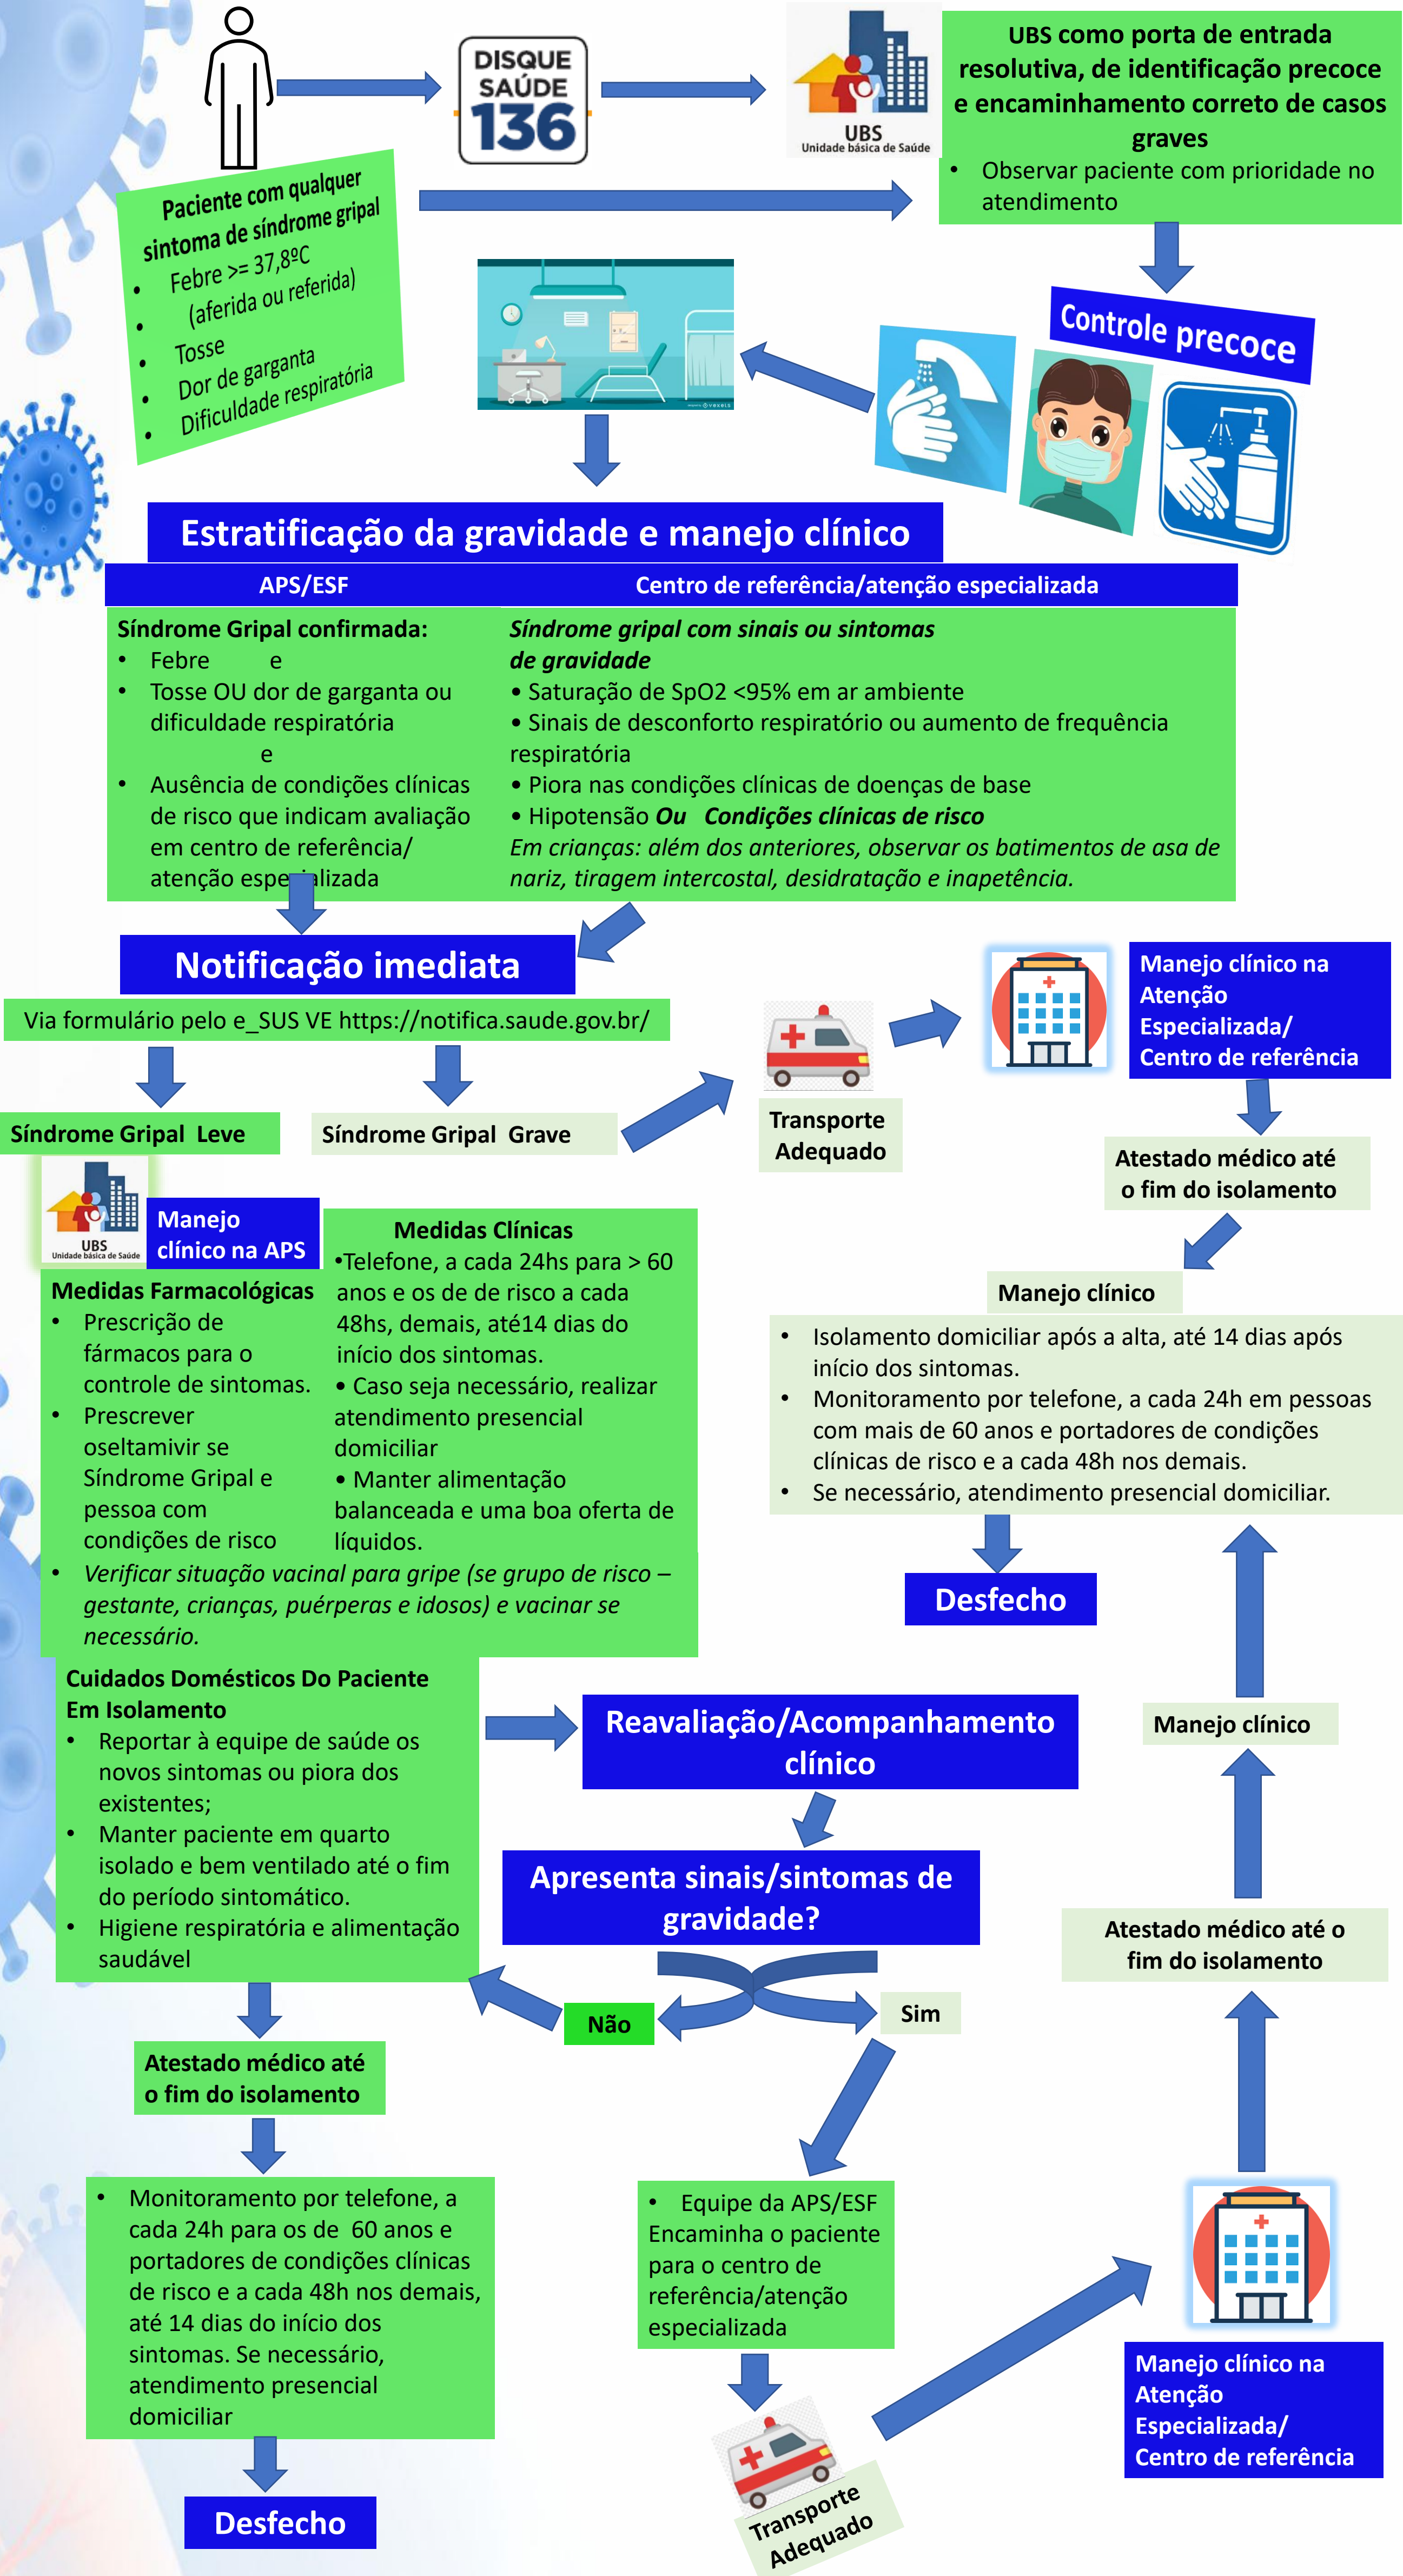 DISQUE
SAÚDE
136
UBS
Unidade básica de Saúde
UBS como porta de entrada
resolutiva, de identificação precoce
e encaminhamento correto de casos
graves
• Observar paciente com prioridade no
atendimento
Paciente com qualquer
sintoma de síndrome gripal
• Febre >= 37,8ºC
• (aferida ou referida)
• Tosse
• Dor de garganta
• Dificuldade respiratória
Controle precoce
Estratificação da gravidade e manejo clínico
APS/ESF
Centro de referência/atenção especializada
Síndrome Gripal confirmada:
• Febre e
• Tosse OU dor de garganta ou
dificuldade respiratória
e
• Ausência de condições clínicas
de risco que indicam avaliação
em centro de referência/
atenção especializada
Síndrome gripal com sinais ou sintomas
de gravidade
• Saturação de SpO2 <95% em ar ambiente
• Sinais de desconforto respiratório ou aumento de frequência
respiratória
• Piora nas condições clínicas de doenças de base
• Hipotensão Ou Condições clínicas de risco
Em crianças: além dos anteriores, observar os batimentos de asa de
nariz, tiragem intercostal, desidratação e inapetência.
Notificação imediata
Via formulário pelo e_SUS VE https://notifica.saude.gov.br/
Síndrome Gripal Leve
Síndrome Gripal Grave
Transporte
Adequado
Manejo clínico na
Atenção
Especializada/
Centro de referência
Atestado médico até
o fim do isolamento
Manejo clínico
• Isolamento domiciliar após a alta, até 14 dias após
início dos sintomas.
• Monitoramento por telefone, a cada 24h em pessoas
com mais de 60 anos e portadores de condições
clínicas de risco e a cada 48h nos demais.
• Se necessário, atendimento presencial domiciliar.
Desfecho
UBS
Unidade básica de Saúde
Manejo
clínico na APS
Medidas Farmacológicas
• Prescrição de
fármacos para o
controle de sintomas.
• Prescrever
oseltamivir se
Síndrome Gripal e
pessoa com
condições de risco
Medidas Clínicas
•Telefone, a cada 24hs para > 60
anos e os de de risco a cada
48hs, demais, até14 dias do
início dos sintomas.
• Caso seja necessário, realizar
atendimento presencial
domiciliar
• Manter alimentação
balanceada e uma boa oferta de
líquidos.
• Verificar situação vacinal para gripe (se grupo de risco –
gestante, crianças, puérperas e idosos) e vacinar se
necessário.
Cuidados Domésticos Do Paciente
Em Isolamento
• Reportar à equipe de saúde os
novos sintomas ou piora dos
existentes;
• Manter paciente em quarto
isolado e bem ventilado até o fim
do período sintomático.
• Higiene respiratória e alimentação
saudável
Reavaliação/Acompanhamento
clínico
Apresenta sinais/sintomas de
gravidade?
Não
Sim
Manejo clínico
Atestado médico até o
fim do isolamento
Atestado médico até
o fim do isolamento
• Monitoramento por telefone, a
cada 24h para os de 60 anos e
portadores de condições clínicas
de risco e a cada 48h nos demais,
até 14 dias do início dos
sintomas. Se necessário,
atendimento presencial
domiciliar
Desfecho
• Equipe da APS/ESF
Encaminha o paciente
para o centro de
referência/atenção
especializada
Transporte
Adequado
Manejo clínico na
Atenção
Especializada/
Centro de referência